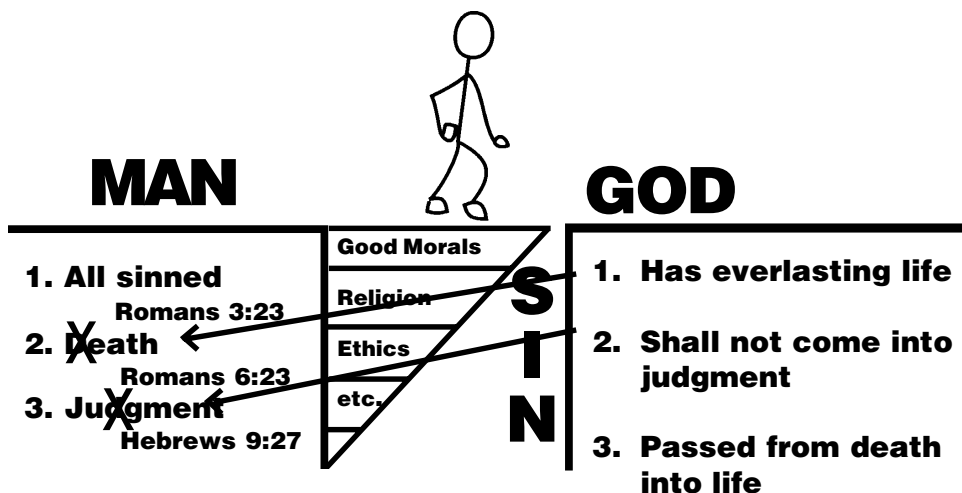 MAN
GOD
1. All sinned
Romans 3:23
2. Death
Romans 6:23
3. Judgment
Hebrews 9:27
Good Morals
Religion
Ethics
etc.
S
I
N
1. Has everlasting life
2. Shall not come into
judgment
3. Passed from death
into life